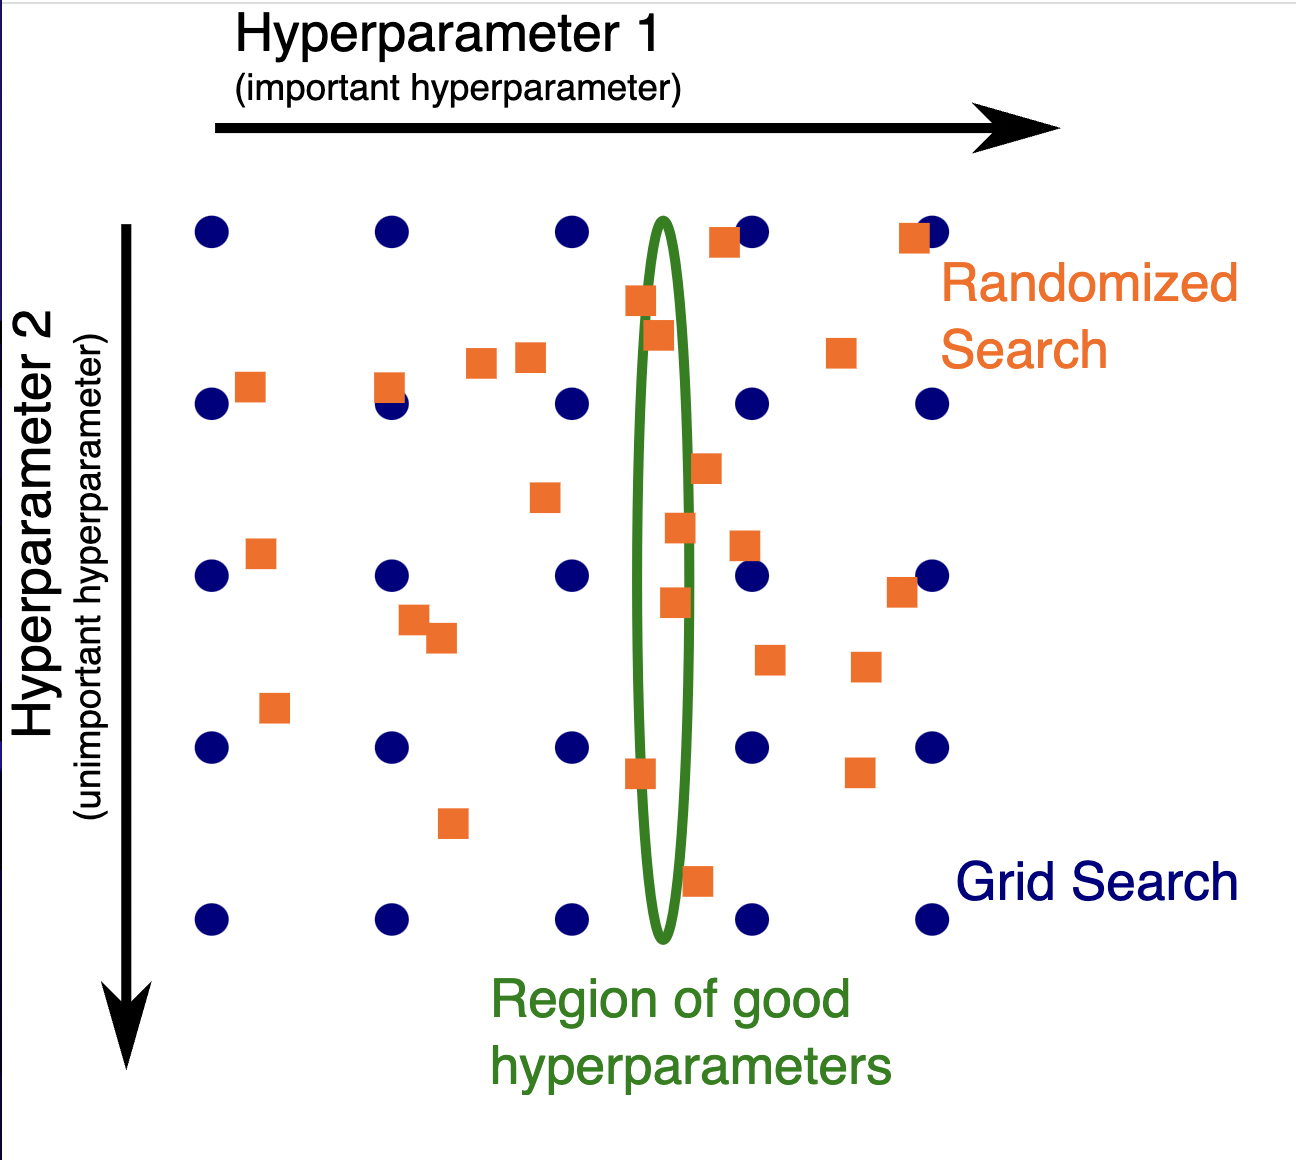 Hyperparameter 1
(important hyperparameter)
Hyperparameter 2
(unimportant hyperparameter)
Randomized
Search
Grid Search
Region of good
hyperparameters